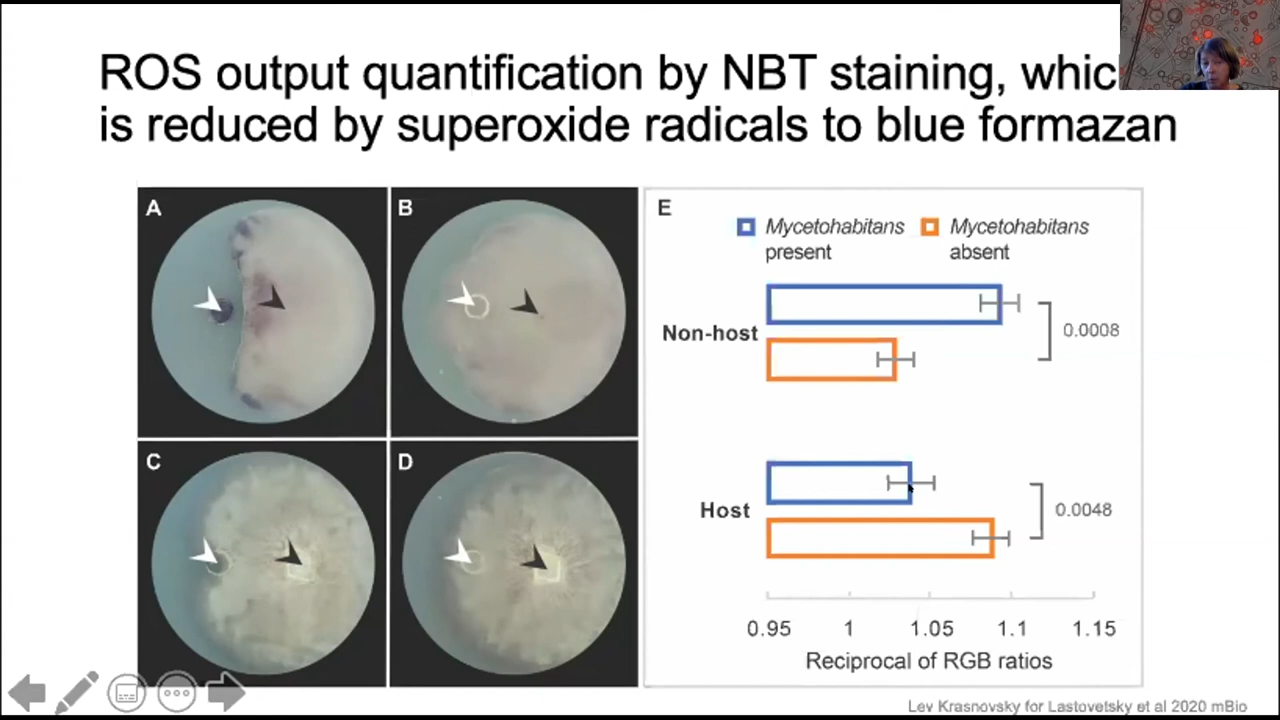 ROS output quantification by NBT staining, whic
is reduced by superoxide radicals to blue formazan
A
B
C
D
E
Mycetohabitans present
Mycetohabitans absent
Non-host
0.0008
Host
0.0048
0.95 1 1.05 1.1 1.15
Reciprocal of RGB ratios
Lev Krasnovsky for Lastovetsky et al 2020 mBio